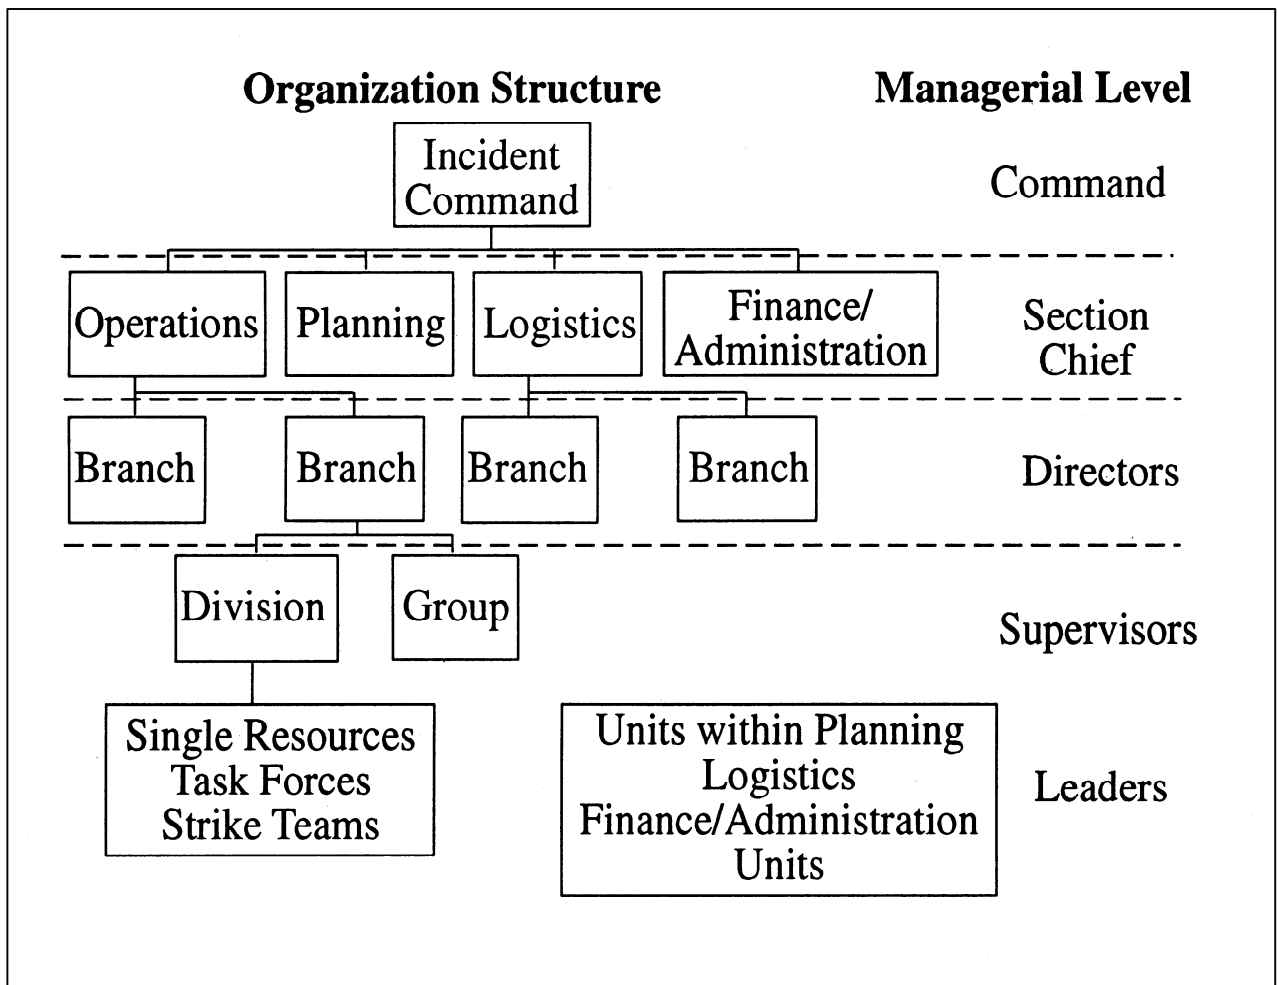 Organization Structure
Managerial Level
Incident
Command
Command
Operations
Planning
Logistics
Finance/
Administration
Section
Chief
Branch
Branch
Branch
Branch
Directors
Division
Group
Supervisors
Single Resources
Task Forces
Strike Teams
Units within Planning
Logistics
Finance/Administration
Units
Leaders